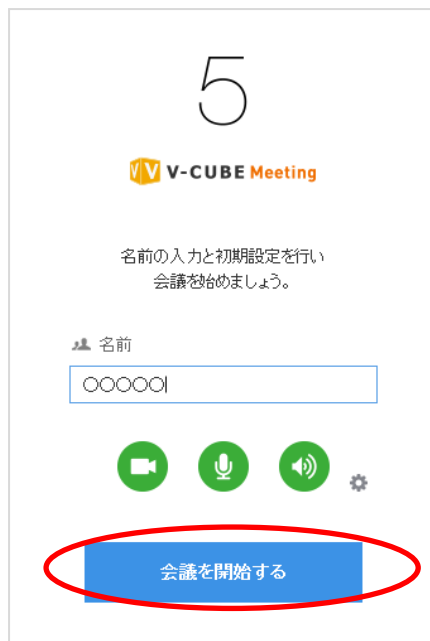 5
V-CUBE Meeting
名前の入力と初期設定を行い
会議を始めましょう。
名前
○○○○○
会議を開始する